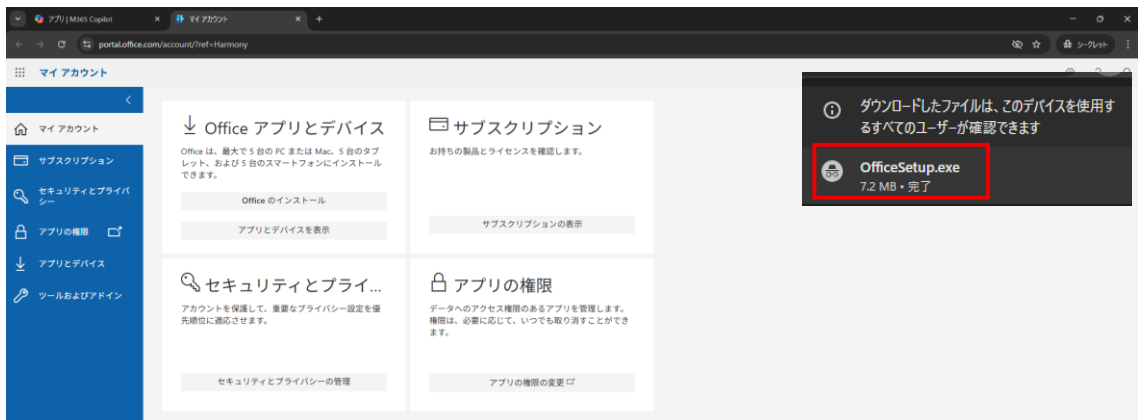 アプリ | M365 Copilot
マイ アカウント
portal.office.com/account/?ref=Harmony
シークレット
マイ アカウント
マイ アカウント
サブスクリプション
セキュリティとプライバ
シー
アプリの権限
アプリとデバイス
ツールおよびアドイン
Office アプリとデバイス
Office は、最大で 5 台の PC または Mac、5 台のタブ
レット、および 5 台のスマートフォンにインストール
できます。
Office のインストール
アプリとデバイスを表示
サブスクリプション
お持ちの製品とライセンスを確認します。
サブスクリプションの表示
セキュリティとプライ...
アカウントを保護して、重要なプライバシー設定を優
先順位に適応させます。
セキュリティとプライバシーの管理
アプリの権限
データへのアクセス権限のあるアプリを管理します。
権限は、必要に応じて、いつでも取り消すことができ
ます。
アプリの権限の変更
ダウンロードしたファイルは、このデバイスを使用す
るすべてのユーザーが確認できます
OfficeSetup.exe
7.2 MB • 完了